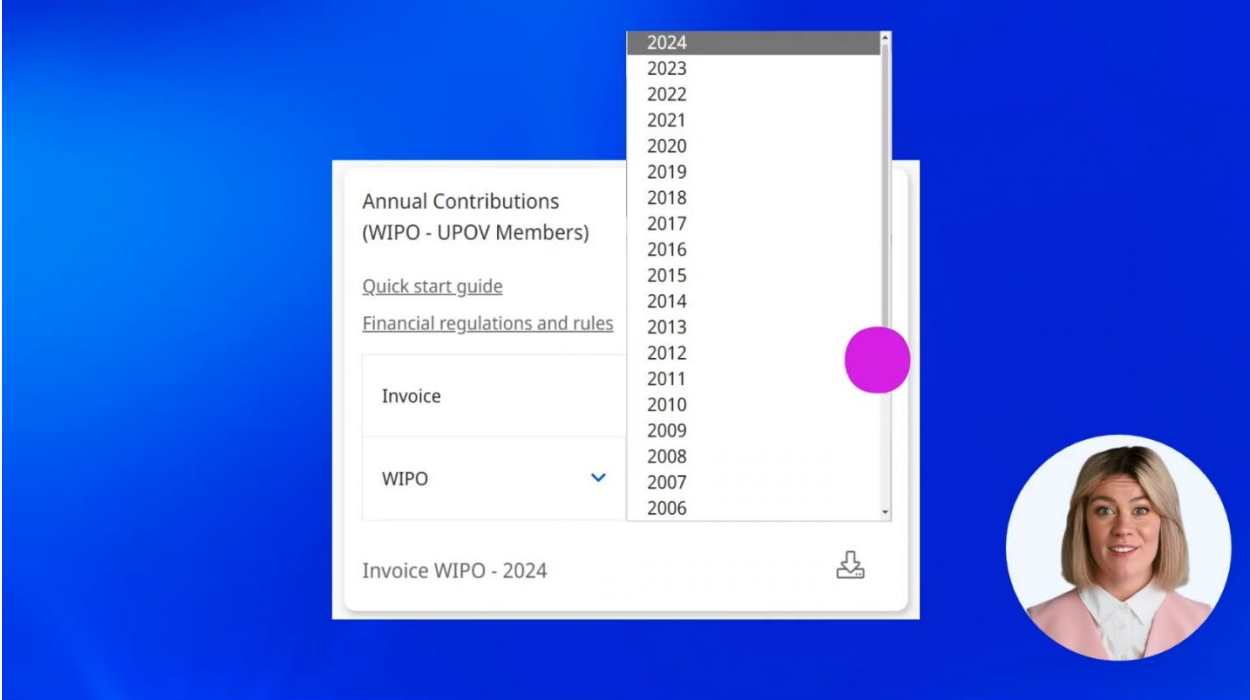 Annual Contributions
(WIPO - UPOV Members)
Quick start guide
Financial regulations and rules
Invoice
WIPO
2024
2023
2022
2021
2020
2019
2018
2017
2016
2015
2014
2013
2012
2011
2010
2009
2008
2007
2006
Invoice WIPO - 2024